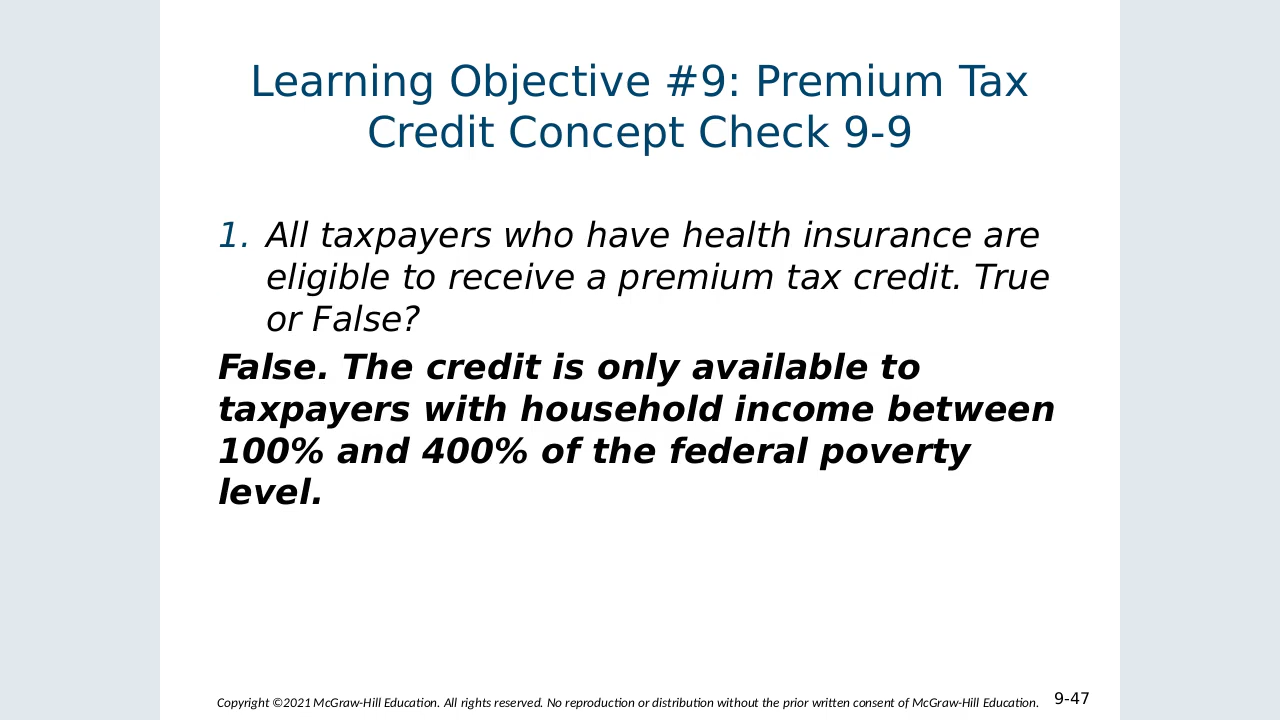 Learning Objective #9: Premium Tax
Credit Concept Check 9-9
1. All taxpayers who have health insurance are
eligible to receive a premium tax credit. True
or False?
False. The credit is only available to
taxpayers with household income between
100% and 400% of the federal poverty
level.
Copyright ©2021 McGraw-Hill Education. All rights reserved. No reproduction or distribution without the prior written consent of McGraw-Hill Education. 9-47